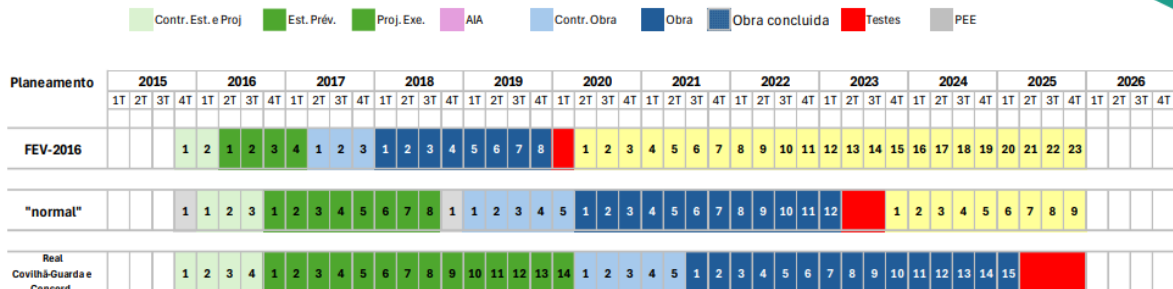 Contr. Est. e Proj Est. Prév. Proj. Exe. AIA Contr. Obra Obra Obra concluida Testes PEE
Planeamento 2015 2016 2017 2018 2019 2020 2021 2022 2023 2024 2025 2026
1T 2T 3T 4T 1T 2T 3T 4T 1T 2T 3T 4T 1T 2T 3T 4T 1T 2T 3T 4T 1T 2T 3T 4T 1T 2T 3T 4T 1T 2T 3T 4T 1T 2T 3T 4T 1T 2T 3T 4T 1T 2T 3T 4T 1T 2T 3T 4T
FEV-2016 1 2 1 2 3 4 1 2 3 1 2 3 4 5 6 7 8 1 2 3 4 5 6 7 8 9 10 11 12 13 14 15 16 17 18 19 20 21 22 23
"normal" 1 1 2 3 1 2 3 4 5 6 7 8 1 1 2 3 4 5 1 2 3 4 5 6 7 8 9 10 11 12 1 2 3 4 5 6 7 8 9
Real
Covilhã-Guarda e 1 2 3 4 1 2 3 4 5 6 7 8 9 10 11 12 13 14 1 2 3 4 5 1 2 3 4 5 6 7 8 9 10 11 12 13 14 15